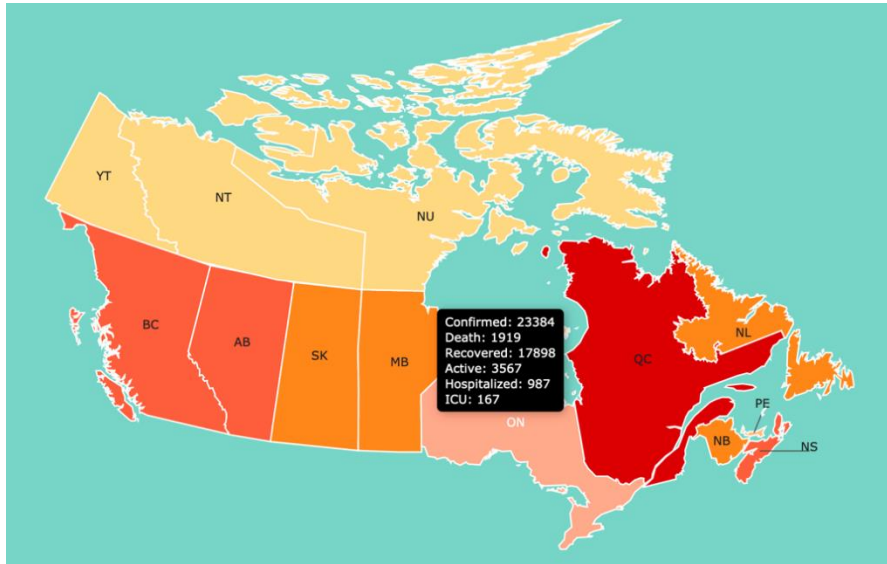 YT
NT
NU
BC
AB
SK
MB
Confirmed: 23384
Death: 1919
Recovered: 17898
Active: 3567
Hospitalized: 987
ICU: 167
ON
QC
NL
PE
NB
NS